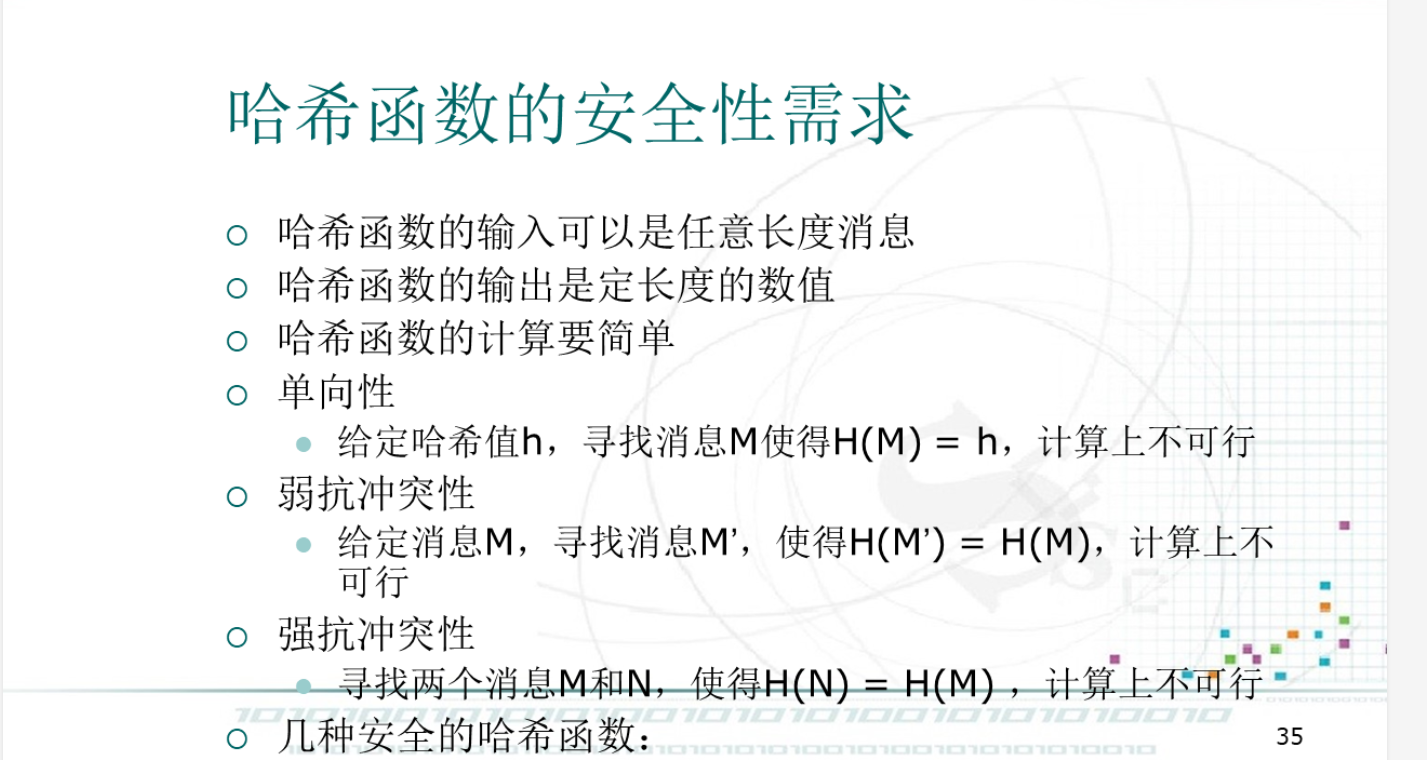 哈希函数的安全性需求
哈希函数的输入可以是任意长度消息
哈希函数的输出是定长度的数值
哈希函数的计算要简单
单向性
给定哈希值h，寻找消息M使得H(M) = h，计算上不可行
弱抗冲突性
给定消息M，寻找消息M’，使得H(M’) = H(M)，计算上不
可行
强抗冲突性
寻找两个消息M和N，使得H(N) = H(M) ，计算上不可行
几种安全的哈希函数：
35